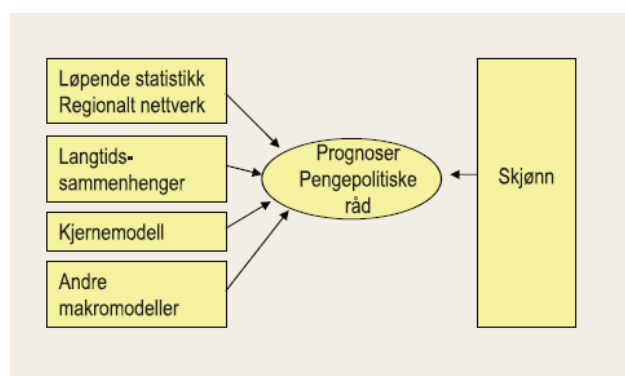 Løpende statistikk
Regionalt nettverk
Langtids-
sammenhenger
Kjernemodell
Andre
makromodeller
Prognoser
Pengepolitiske
råd
Skjønn